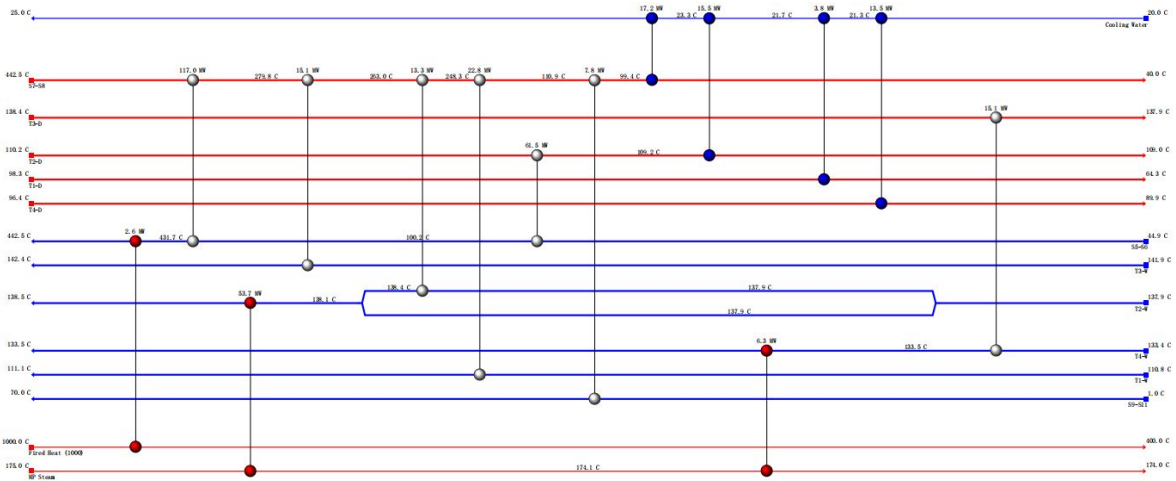 17.2 MW 15.5 MW 3.8 MW 13.5 MW
25.0 C 23.3 C 21.7 C 21.3 C 20.0 C
Cooling Water
117.0 MW 15.1 MW 13.3 MW 22.8 MW 7.8 MW
442.5 C 279.8 C 263.0 C 248.3 C 110.9 C 99.4 C 40.0 C
S7-S8
138.4 C 15.1 MW 137.9 C
T3-D
61.5 MW
110.2 C 109.2 C 109.0 C
T2-D
98.3 C 64.3 C
T1-D
96.4 C 89.9 C
T4-D
2.6 MW
442.5 C 431.7 C 100.2 C 44.9 C
S5-S6
142.4 C 141.9 C
T3-W
53.7 MW 138.4 C 137.9 C
138.5 C 138.1 C 137.9 C
T2-W
137.9 C
6.3 MW
133.5 C 133.5 C 133.4 C
T4-W
111.1 C 110.8 C
T1-W
70.0 C 1.0 C
S9-S11
1000.0 C 400.0 C
Fired Heat (1000)
175.0 C 174.1 C 174.0 C
MP Steam